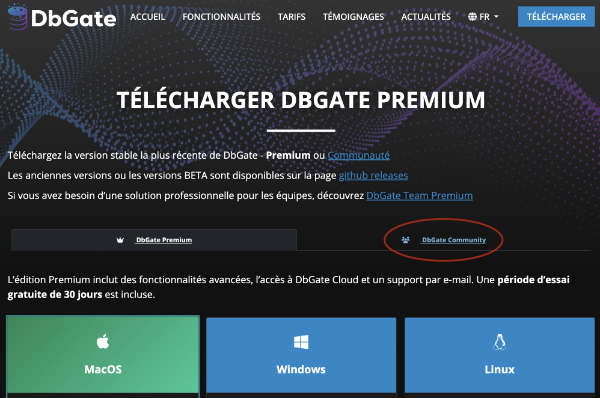 DbGate ACCUEIL FONCTIONNALITÉS TARIFS TÉMOIGNAGES ACTUALITÉS FR TÉLÉCHARGER
TÉLÉCHARGER DBGATE PREMIUM
Téléchargez la version stable la plus récente de DbGate - Premium ou Communauté
Les anciennes versions ou les versions BETA sont disponibles sur la page github releases
Si vous avez besoin d'une solution professionnelle pour les équipes, découvrez DbGate Team Premium
DbGate Premium DbGate Community
L'édition Premium inclut des fonctionnalités avancées, l'accès à DbGate Cloud et un support par e-mail. Une période d'essai
gratuite de 30 jours est incluse.
MacOS Windows Linux